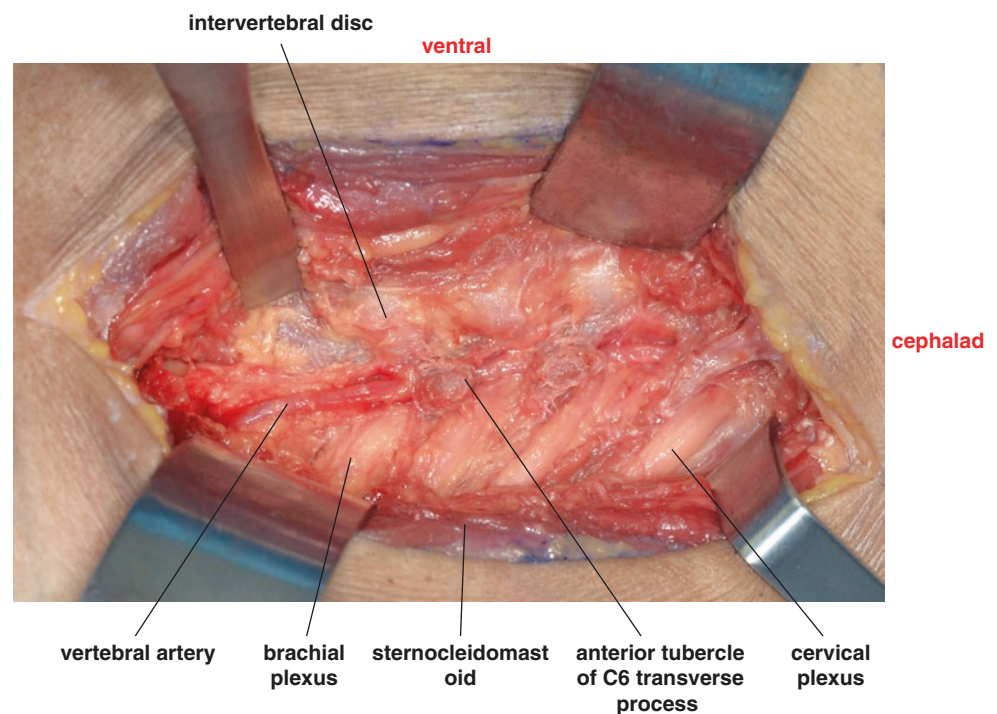 intervertebral disc
ventral
cephalad
vertebral artery
brachial
plexus
sternocleidomast
oid
anterior tubercle
of C6 transverse
process
cervical
plexus